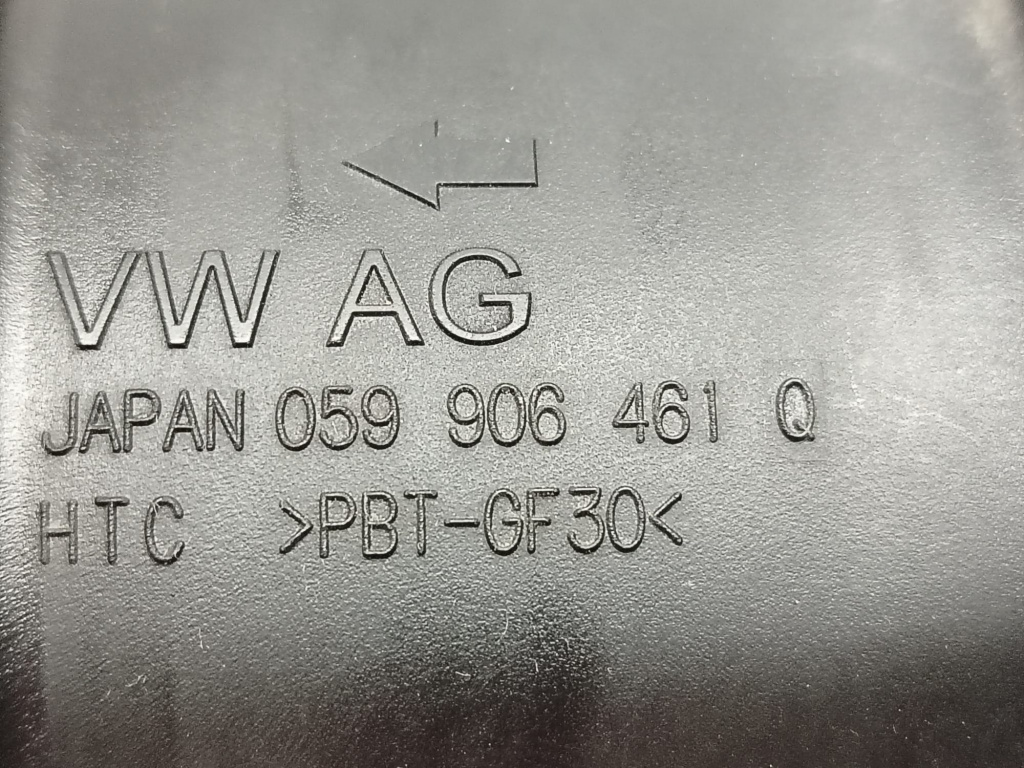 VW AG
JAPAN 059 906 461 Q
HTC >PBT-GF30<